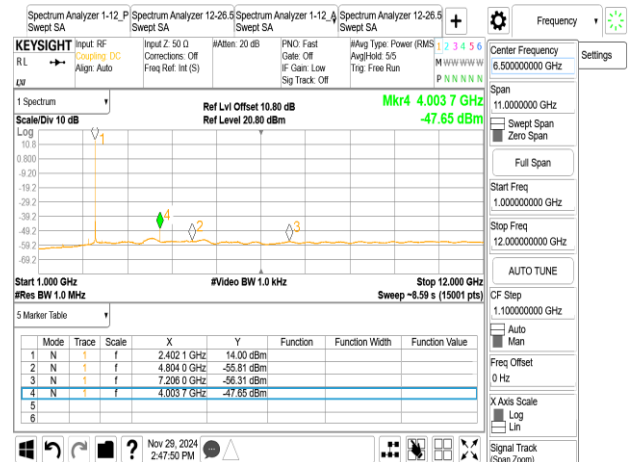 Spectrum Analyzer 1-12_P Spectrum Analyzer 12-26.5 Spectrum Analyzer 1-12_A Spectrum Analyzer 12-26.5
Swept SA Swept SA Swept SA Swept SA
+
Frequency
Settings
KEYSIGHT
RL
Input: RF
Coupling: DC
Align: Auto
Input Z: 50 Ω
Corrections: Off
Freq Ref: Int (S)
#Atten: 20 dB
PNO: Fast
Gate: Off
IF Gain: Low
Sig Track: Off
#Avg Type: Power (RMS
Avg|Hold: 5/5
Trig: Free Run
1 2 3 4 5 6
M W W W W W
P N N N N N
1 Spectrum
Scale/Div 10 dB
Ref Lvl Offset 10.80 dB
Ref Level 20.80 dBm
Mkr4 4.003 7 GHz
-47.65 dBm
Log
10.8
0.800
-9.20
-19.2
-29.2
-39.2
-49.2
-59.2
-69.2
1
4
2
3
Start 1.000 GHz #Video BW 1.0 kHz Stop 12.000 GHz
#Res BW 1.0 MHz Sweep ~8.59 s (15001 pts)
5 Marker Table
Mode Trace Scale X Y Function Function Width Function Value
1 N 1 f 2.402 1 GHz 14.00 dBm
2 N 1 f 4.804 0 GHz -55.81 dBm
3 N 1 f 7.206 0 GHz -56.31 dBm
4 N 1 f 4.003 7 GHz -47.65 dBm
5
6
Nov 29, 2024
2:47:50 PM
?
Center Frequency
6.500000000 GHz
Span
11.0000000 GHz
Swept Span
Zero Span
Full Span
Start Freq
1.000000000 GHz
Stop Freq
12.000000000 GHz
AUTO TUNE
CF Step
1.100000000 GHz
Auto
Man
Freq Offset
0 Hz
X Axis Scale
Log
Lin
Signal Track
(Span Zoom)